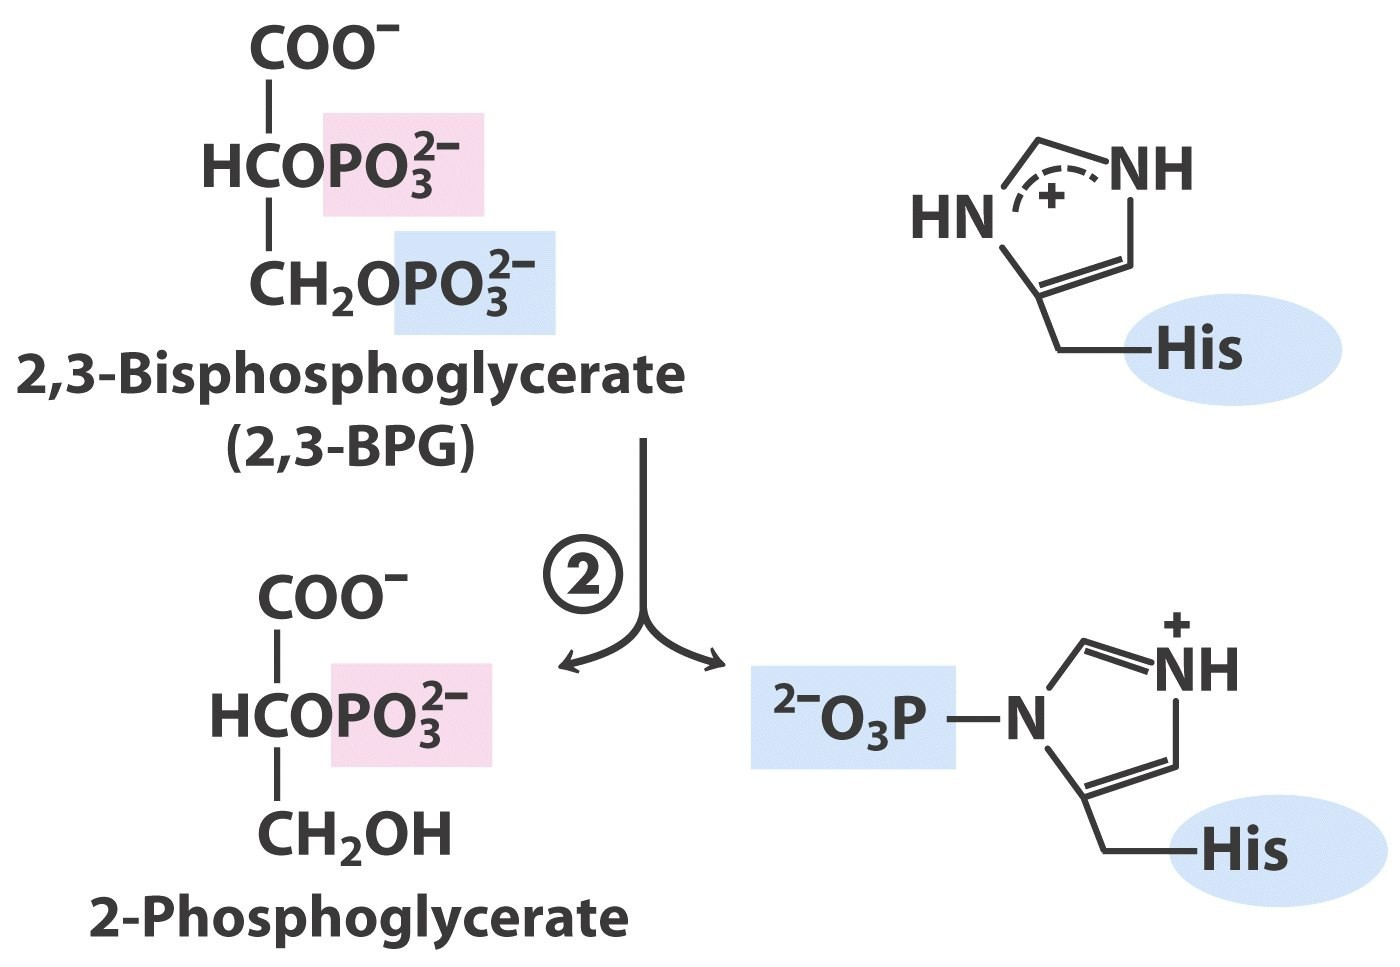 COO⁻
HCOPO₃²⁻
CH₂OPO₃²⁻
2,3-Bisphosphoglycerate
(2,3-BPG)
NH
HN
+
His
2
COO⁻
HCOPO₃²⁻
CH₂OH
2-Phosphoglycerate
+
NH
²⁻O₃P
N
His